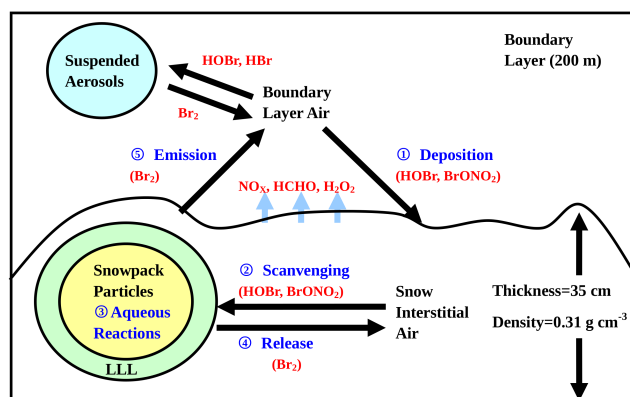 Suspended
Aerosols
HOBr, HBr
Br₂
Boundary
Layer Air
Boundary
Layer (200 m)
⑤ Emission
(Br₂)
① Deposition
(HOBr, BrONO₂)
NOX, HCHO, H₂O₂
Snowpack
Particles
③ Aqueous
Reactions
LLL
② Scanvenging
(HOBr, BrONO₂)
④ Release
(Br₂)
Snow
Interstitial
Air
Thickness=35 cm
Density=0.31 g cm⁻³